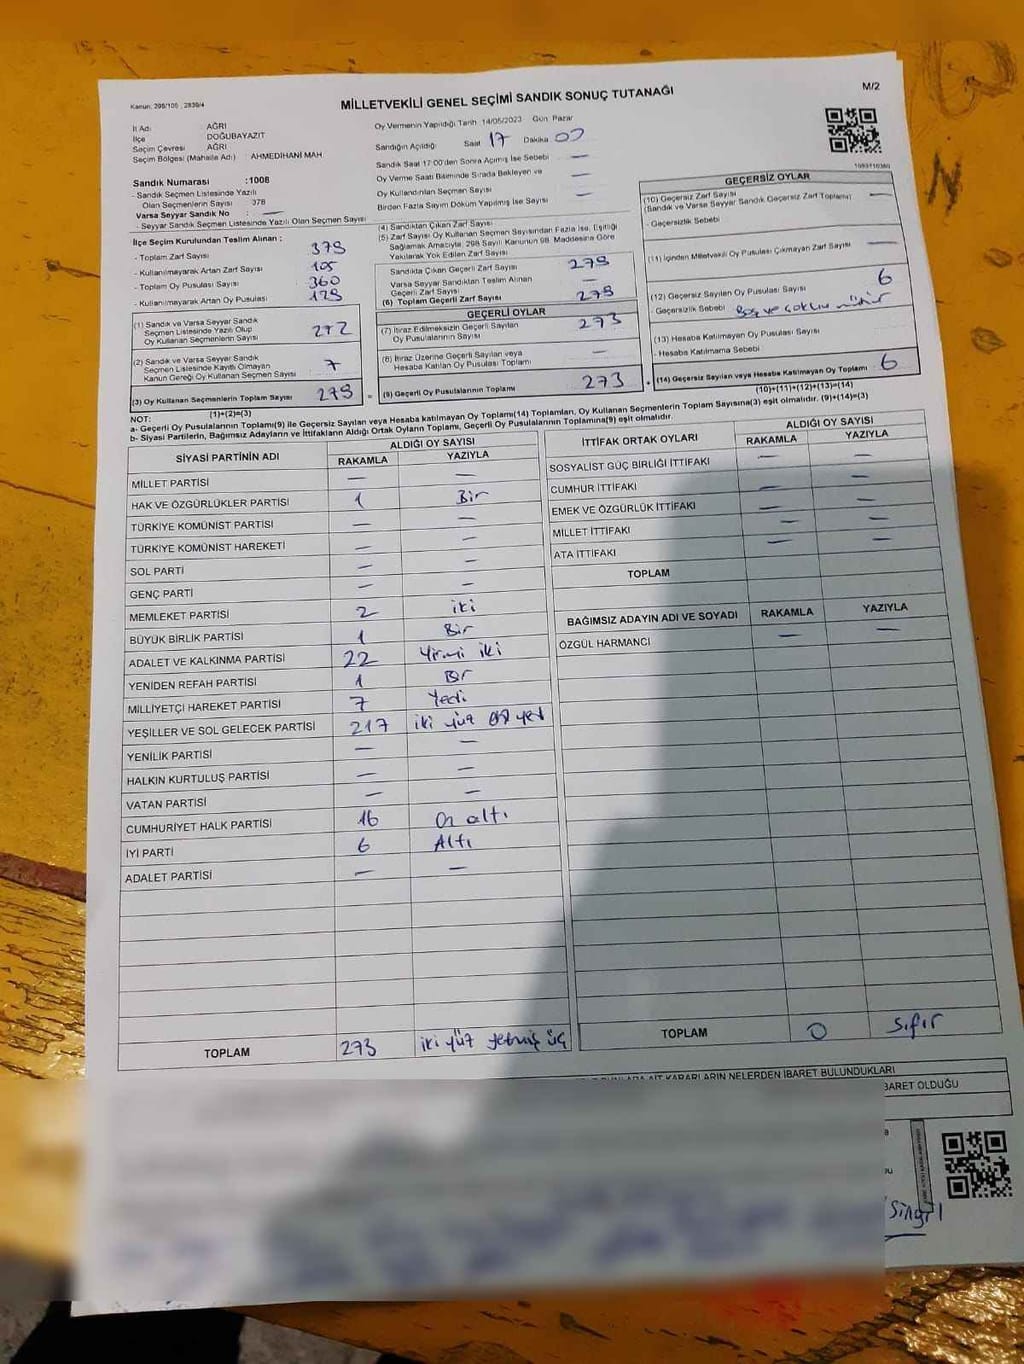 Kanun: 298/105 , 2839/4
MİLLETVEKİLİ GENEL SEÇİMİ SANDIK SONUÇ TUTANAĞI
M/2
İl Adı : AĞRI
İlçe : DOĞUBAYAZIT
Seçim Çevresi : AĞRI
Seçim Bölgesi (Mahalle Adı) : AHMEDİHANİ MAH
Sandık Numarası : 1008
- Sandık Seçmen Listesinde Yazılı
Olan Seçmenlerin Sayısı 378
Varsa Seyyar Sandık No : —
- Seyyar Sandık Seçmen Listesinde Yazılı Olan Seçmen Sayısı
Oy Vermenin Yapıldığı Tarih 14/05/2023 Gün Pazar
Sandığın Açıldığı Saat 17 Dakika 00
Sandık Saat 17:00'den Sonra Açılmış İse Sebebi —
Oy Verme Saati Bitiminde Sırada Bekleyen ve
Oy Kullandırılan Seçmen Sayısı —
Birden Fazla Sayım Döküm Yapılmış İse Sayısı —
İlçe Seçim Kurulundan Teslim Alınan :
- Toplam Zarf Sayısı
- Kullanılmayarak Artan Zarf Sayısı 105
- Toplam Oy Pusulası Sayısı 360
- Kullanılmayarak Artan Oy Pusulası
(1) Sandık ve Varsa Seyyar Sandık
Seçmen Listesinde Yazılı Olup
Oy Kullanan Seçmenlerin Sayısı 272
(2) Sandık ve Varsa Seyyar Sandık
Seçmen Listesinde Kayıtlı Olmayan
Kanun Gereği Oy Kullanan Seçmen Sayısı 7
(3) Oy Kullanan Seçmenlerin Toplam Sayısı 279
(1)+(2)=(3)
(4) Sandıktan Çıkan Zarf Sayısı
(5) Zarf Sayısı Oy Kullanan Seçmen Sayısından Fazla İse, Eşitliği
Sağlamak Amacıyla, 298 Sayılı Kanunun 98. Maddesine Göre
Yakılarak Yok Edilen Zarf Sayısı
Sandıkta Çıkan Geçerli Zarf Sayısı 279
Varsa Seyyar Sandıktan Teslim Alınan
Geçerli Zarf Sayısı —
(6) Toplam Geçerli Zarf Sayısı 279
GEÇERLİ OYLAR
(7) İtiraz Edilmeksizin Geçerli Sayılan
Oy Pusulalarının Sayısı 273
(8) İtiraz Üzerine Geçerli Sayılan veya
Hesaba Katılan Oy Pusulası Toplamı —
(9) Geçerli Oy Pusulalarının Toplamı 273
GEÇERSİZ OYLAR
(10) Geçersiz Zarf Sayısı
(Sandık ve Varsa Seyyar Sandık Geçersiz Zarf Toplamı) —
- Geçersizlik Sebebi
(11) İçinden Milletvekili Oy Pusulası Çıkmayan Zarf Sayısı —
(12) Geçersiz Sayılan Oy Pusulası Sayısı 6
- Geçersizlik Sebebi Boş ve çoklu mühür
(13) Hesaba Katılmayan Oy Pusulası Sayısı
- Hesaba Katılmama Sebebi
(14) Geçersiz Sayılan veya Hesaba Katılmayan Oy Toplamı 6
(10)+(11)+(12)+(13)=(14)
NOT:
a- Geçerli Oy Pusulalarının Toplamı(9) ile Geçersiz Sayılan veya Hesaba katılmayan Oy Toplamı(14) Toplamları, Oy Kullanan Seçmenlerin Toplam Sayısına(3) eşit olmalıdır. (9)+(14)=(3)
b- Siyasi Partilerin, Bağımsız Adayların ve İttifakların Aldığı Ortak Oyların Toplamı, Geçerli Oy Pusulalarının Toplamına(9) eşit olmalıdır.
SİYASİ PARTİNİN ADI ALDIĞI OY SAYISI
RAKAMLA YAZIYLA
MİLLET PARTİSİ — —
HAK VE ÖZGÜRLÜKLER PARTİSİ 1 Bir
TÜRKİYE KOMÜNİST PARTİSİ — —
TÜRKİYE KOMÜNİST HAREKETİ — —
SOL PARTİ — —
GENÇ PARTİ — —
MEMLEKET PARTİSİ 2 iki
BÜYÜK BİRLİK PARTİSİ 1 Bir
ADALET VE KALKINMA PARTİSİ 22 Yirmi iki
YENİDEN REFAH PARTİSİ 1 Bir
MİLLİYETÇİ HAREKET PARTİSİ 7 Yedi
YEŞİLLER VE SOL GELECEK PARTİSİ 217 iki yüz
YENİLİK PARTİSİ — —
HALKIN KURTULUŞ PARTİSİ — —
VATAN PARTİSİ — —
CUMHURİYET HALK PARTİSİ 16 On altı
İYİ PARTİ 6 Altı
ADALET PARTİSİ — —
TOPLAM 273 iki yüz yetmiş üç
İTTİFAK ORTAK OYLARI ALDIĞI OY SAYISI
RAKAMLA YAZIYLA
SOSYALİST GÜÇ BİRLİĞİ İTTİFAKI — —
CUMHUR İTTİFAKI — —
EMEK VE ÖZGÜRLÜK İTTİFAKI — —
MİLLET İTTİFAKI — —
ATA İTTİFAKI — —
TOPLAM
BAĞIMSIZ ADAYIN ADI VE SOYADI RAKAMLA YAZIYLA
ÖZGÜL HARMANCI — —
TOPLAM 0 Sıfır
KARARLARIN NELERDEN İBARET BULUNDUKLARI
İBARET OLDUĞU